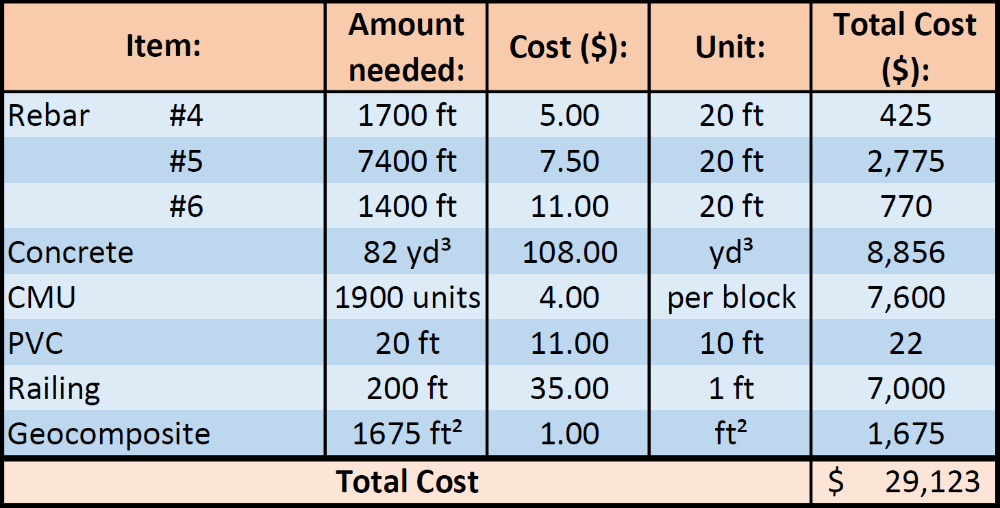 Item: Amount needed: Cost ($): Unit: Total Cost ($):
Rebar #4 1700 ft 5.00 20 ft 425
#5 7400 ft 7.50 20 ft 2,775
#6 1400 ft 11.00 20 ft 770
Concrete 82 yd³ 108.00 yd³ 8,856
CMU 1900 units 4.00 per block 7,600
PVC 20 ft 11.00 10 ft 22
Railing 200 ft 35.00 1 ft 7,000
Geocomposite 1675 ft² 1.00 ft² 1,675
Total Cost $ 29,123